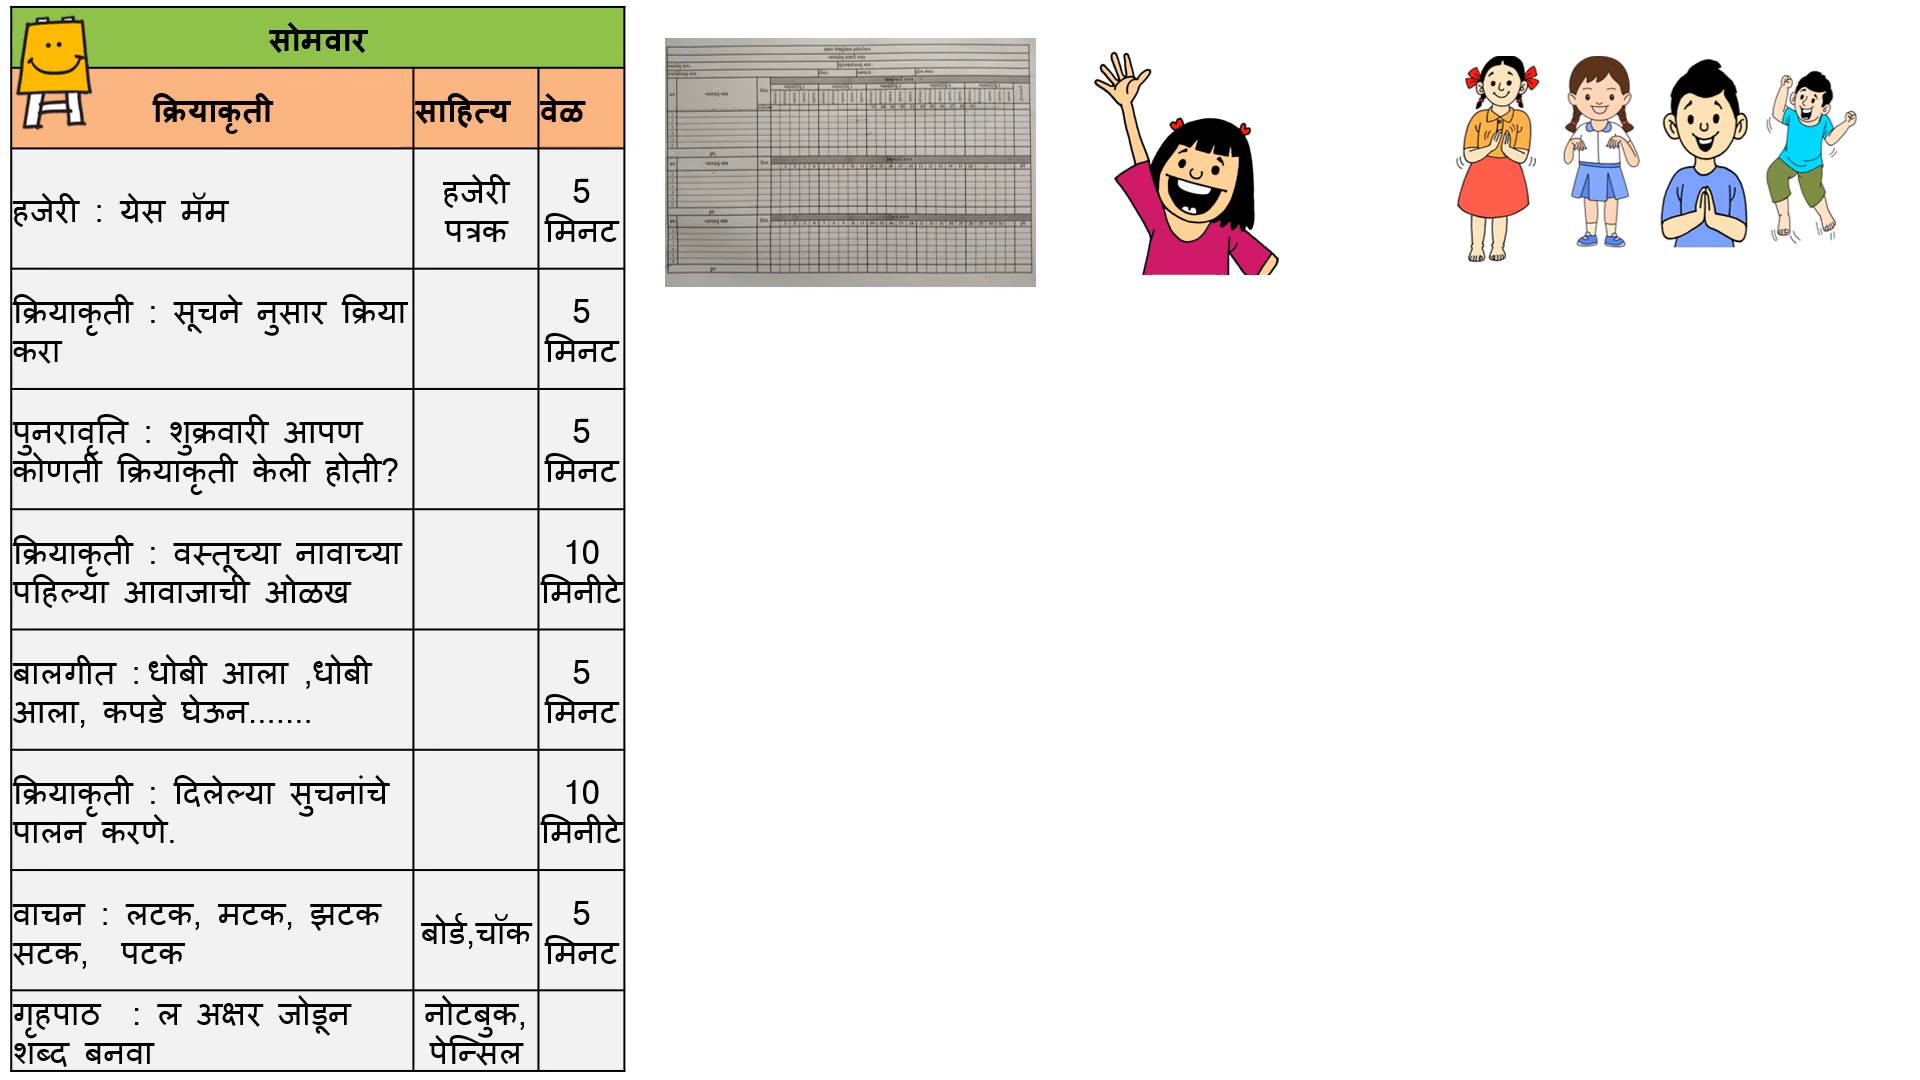 सोमवार
क्रियाकृती साहित्य वेळ
हजेरी : येस मॅम
हजेरी
पत्रक
5
मिनट
क्रियाकृती : सूचने नुसार क्रिया
करा
5
मिनट
पुनरावृति : शुक्रवारी आपण
कोणती क्रियाकृती केली होती?
5
मिनट
क्रियाकृती : वस्तूच्या नावाच्या
पहिल्या आवाजाची ओळख
10
मिनीटे
बालगीत : धोबी आला ,धोबी
आला, कपडे घेऊन.......
5
मिनट
क्रियाकृती : दिलेल्या सुचनांचे
पालन करणे.
10
मिनीटे
वाचन : लटक, मटक, झटक
सटक, पटक
बोर्ड,चॉक
5
मिनट
गृहपाठ : ल अक्षर जोडून
शब्द बनवा
नोटबुक,
पेन्सिल